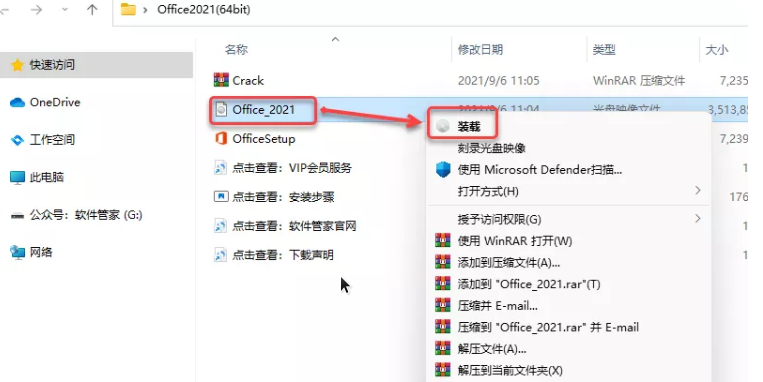 Office2021(64bit)
名称 修改日期 类型 大小
快速访问
Crack 2021/9/6 11:05 WinRAR 压缩文件 7,235
OneDrive
Office_2021 2021/9/6 11:04 光盘映像文件 3,513,8
装载
工作空间
OfficeSetup 7,239
刻录光盘映像
点击查看：VIP会员服务 1
使用 Microsoft Defender扫描...
此电脑
打开方式(H)
点击查看：安装步骤 176
公众号：软件管家 (G:)
授予访问权限(G)
点击查看：软件管家官网 1
使用 WinRAR 打开(W)
网络
点击查看：下载声明 1
添加到压缩文件(A)...
添加到 "Office_2021.rar"(T)
压缩并 E-mail...
压缩到 "Office_2021.rar" 并 E-mail
解压文件(A)...
解压到当前文件夹(X)